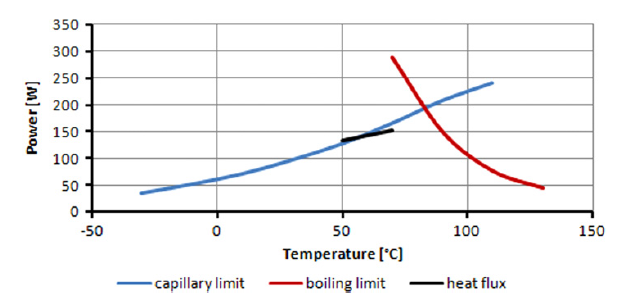 350
300
250
200
150
100
50
0
Power [W]
-50 0 50 100 150
Temperature [°C]
capillary limit boiling limit heat flux